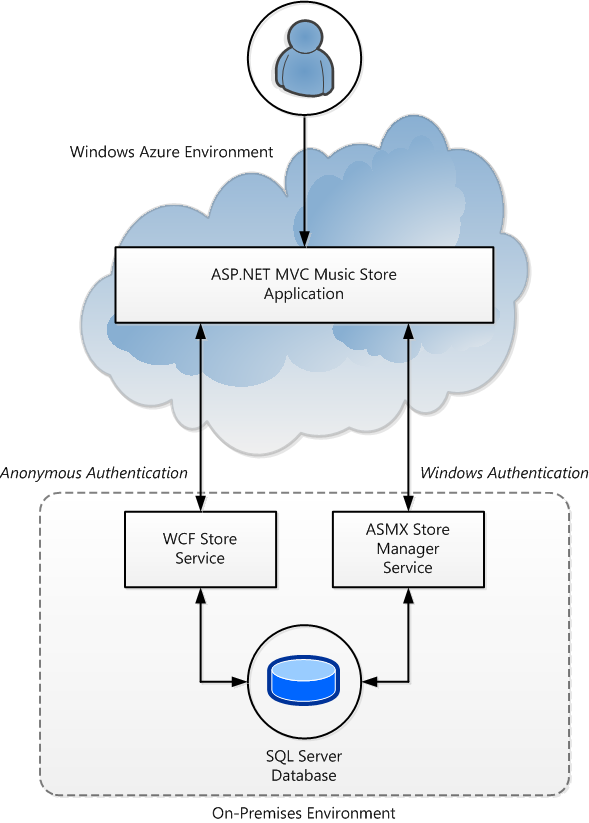 Windows Azure Environment
ASP.NET MVC Music Store
Application
Anonymous Authentication
Windows Authentication
WCF Store
Service
ASMX Store
Manager
Service
SQL Server
Database
On-Premises Environment